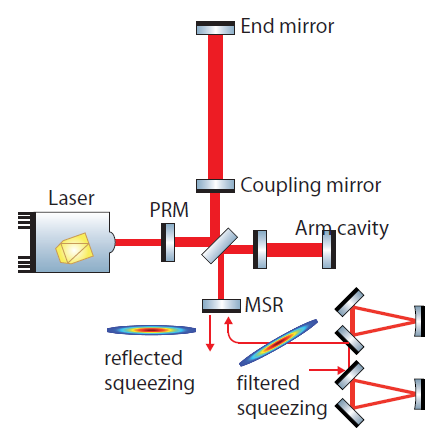 End mirror
Coupling mirror
Laser
PRM
Arm cavity
MSR
reflected
squeezing
filtered
squeezing